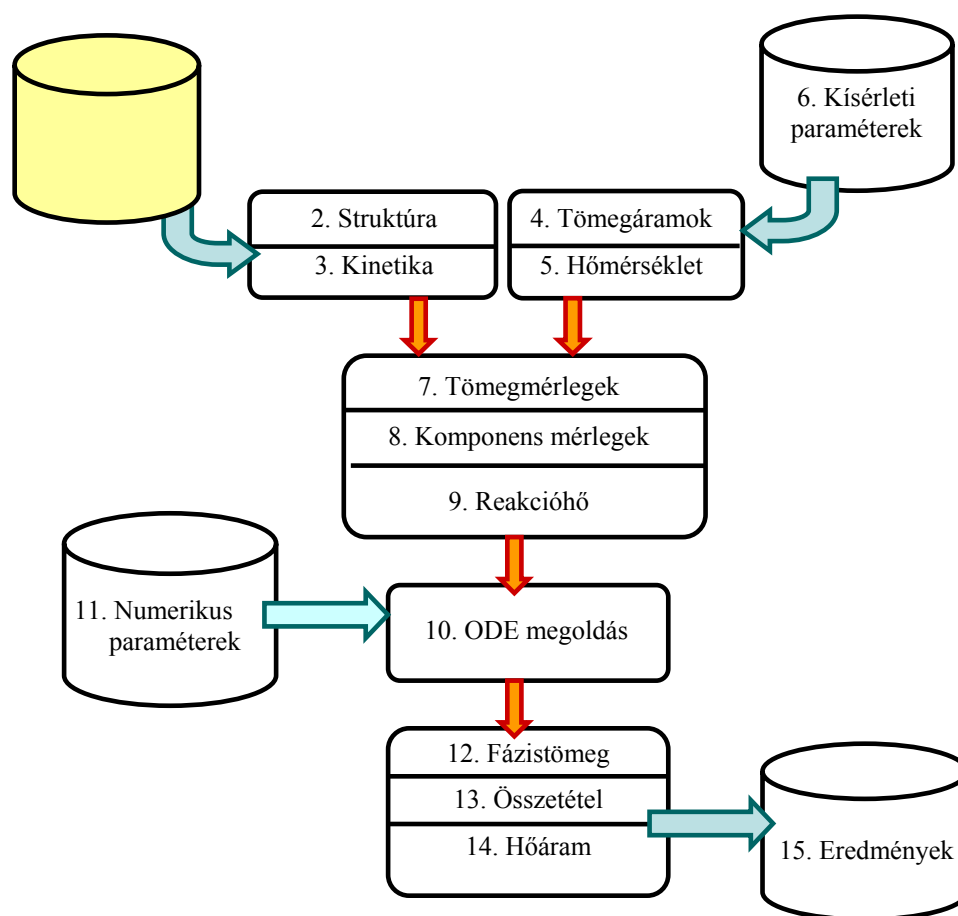 6. Kísérleti
paraméterek
2. Struktúra
3. Kinetika
4. Tömegáramok
5. Hőmérséklet
7. Tömegmérlegek
8. Komponens mérlegek
9. Reakcióhő
11. Numerikus
paraméterek
10. ODE megoldás
12. Fázistömeg
13. Összetétel
14. Hőáram
15. Eredmények